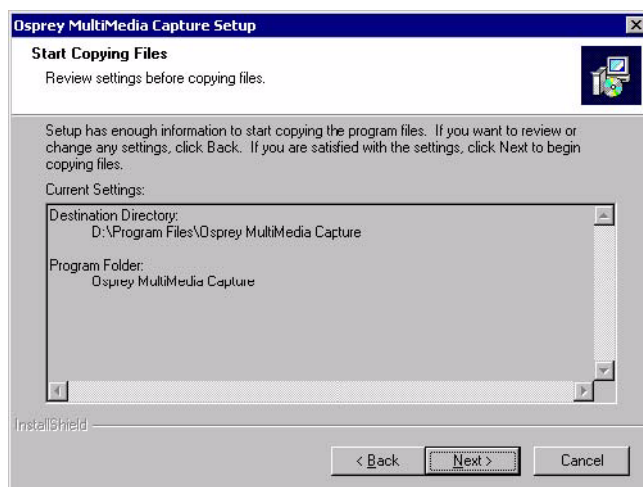 Osprey MultiMedia Capture Setup
Start Copying Files
Review settings before copying files.
Setup has enough information to start copying the program files. If you want to review or
change any settings, click Back. If you are satisfied with the settings, click Next to begin
copying files.
Current Settings:
Destination Directory:
D:\Program Files\Osprey MultiMedia Capture
Program Folder:
Osprey MultiMedia Capture
InstallShield
< Back Next > Cancel